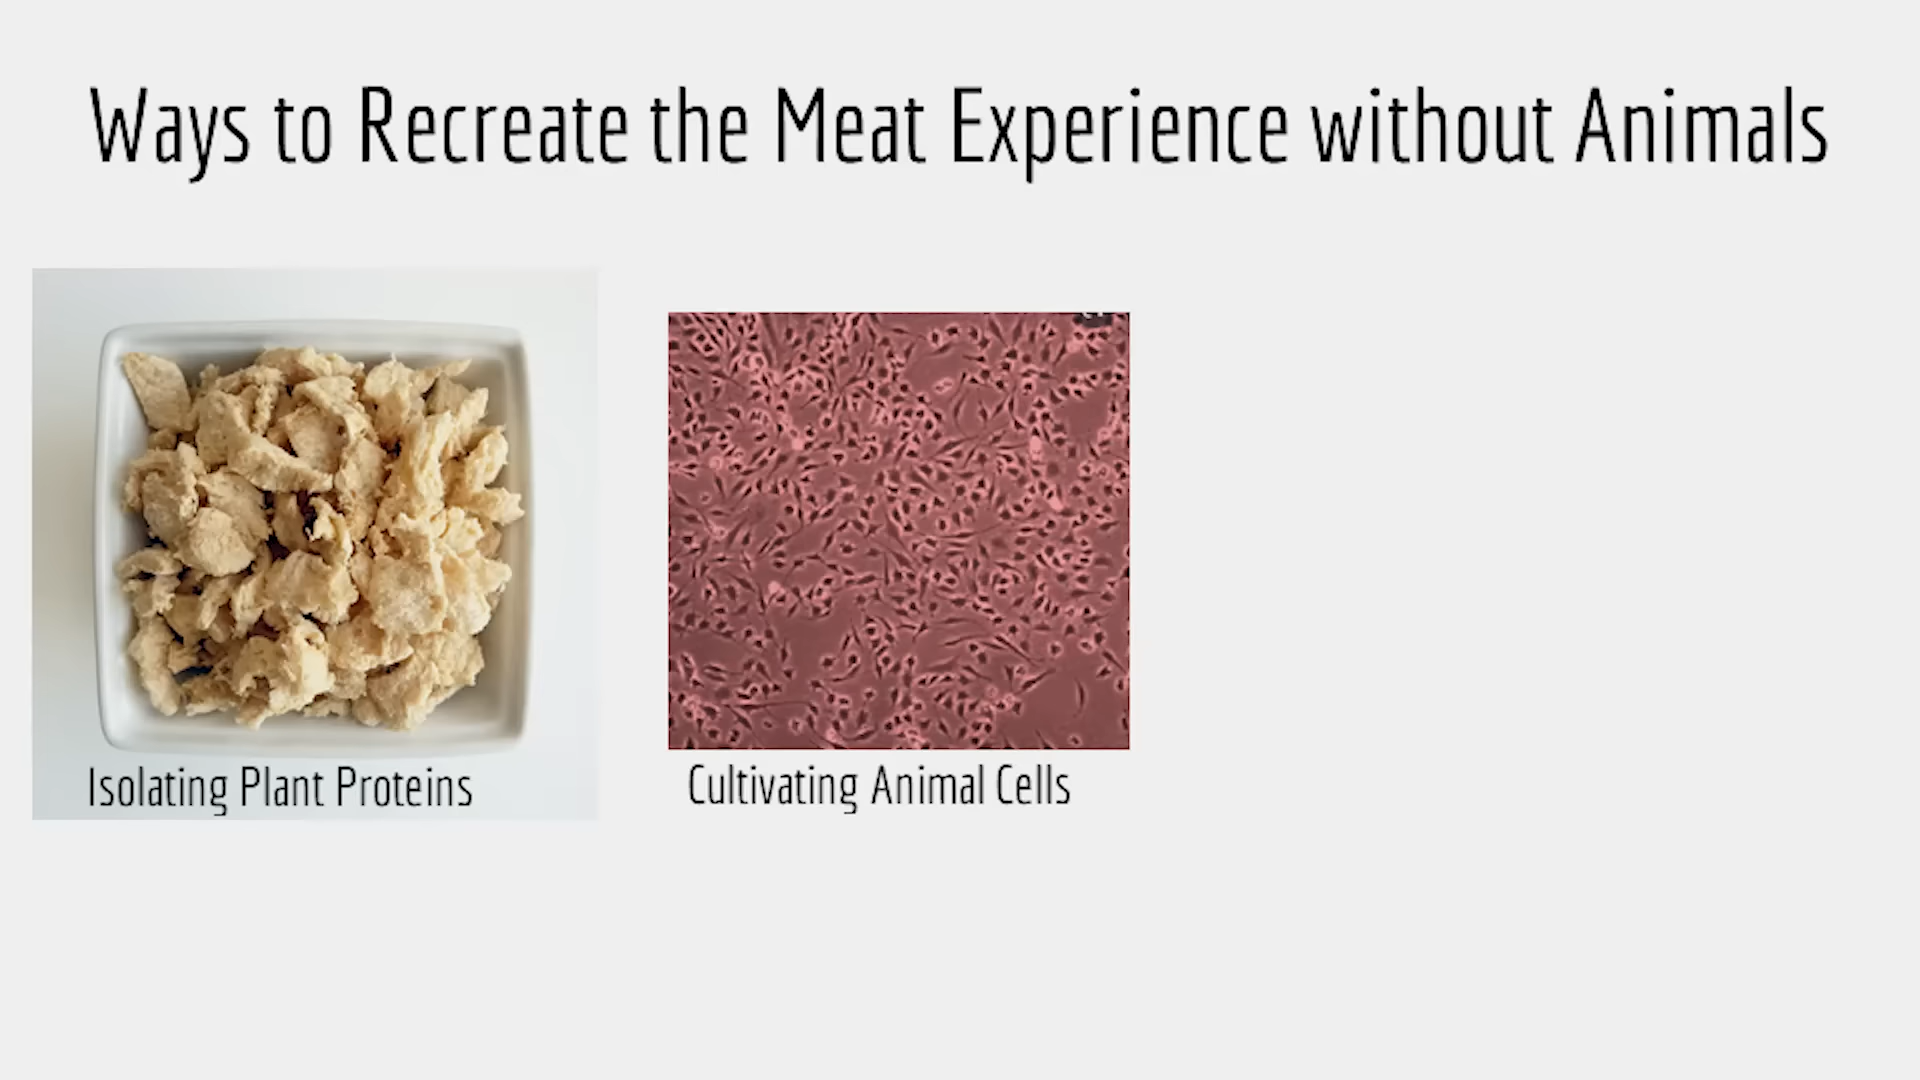 Ways to Recreate the Meat Experience without Animals
Isolating Plant Proteins
Cultivating Animal Cells